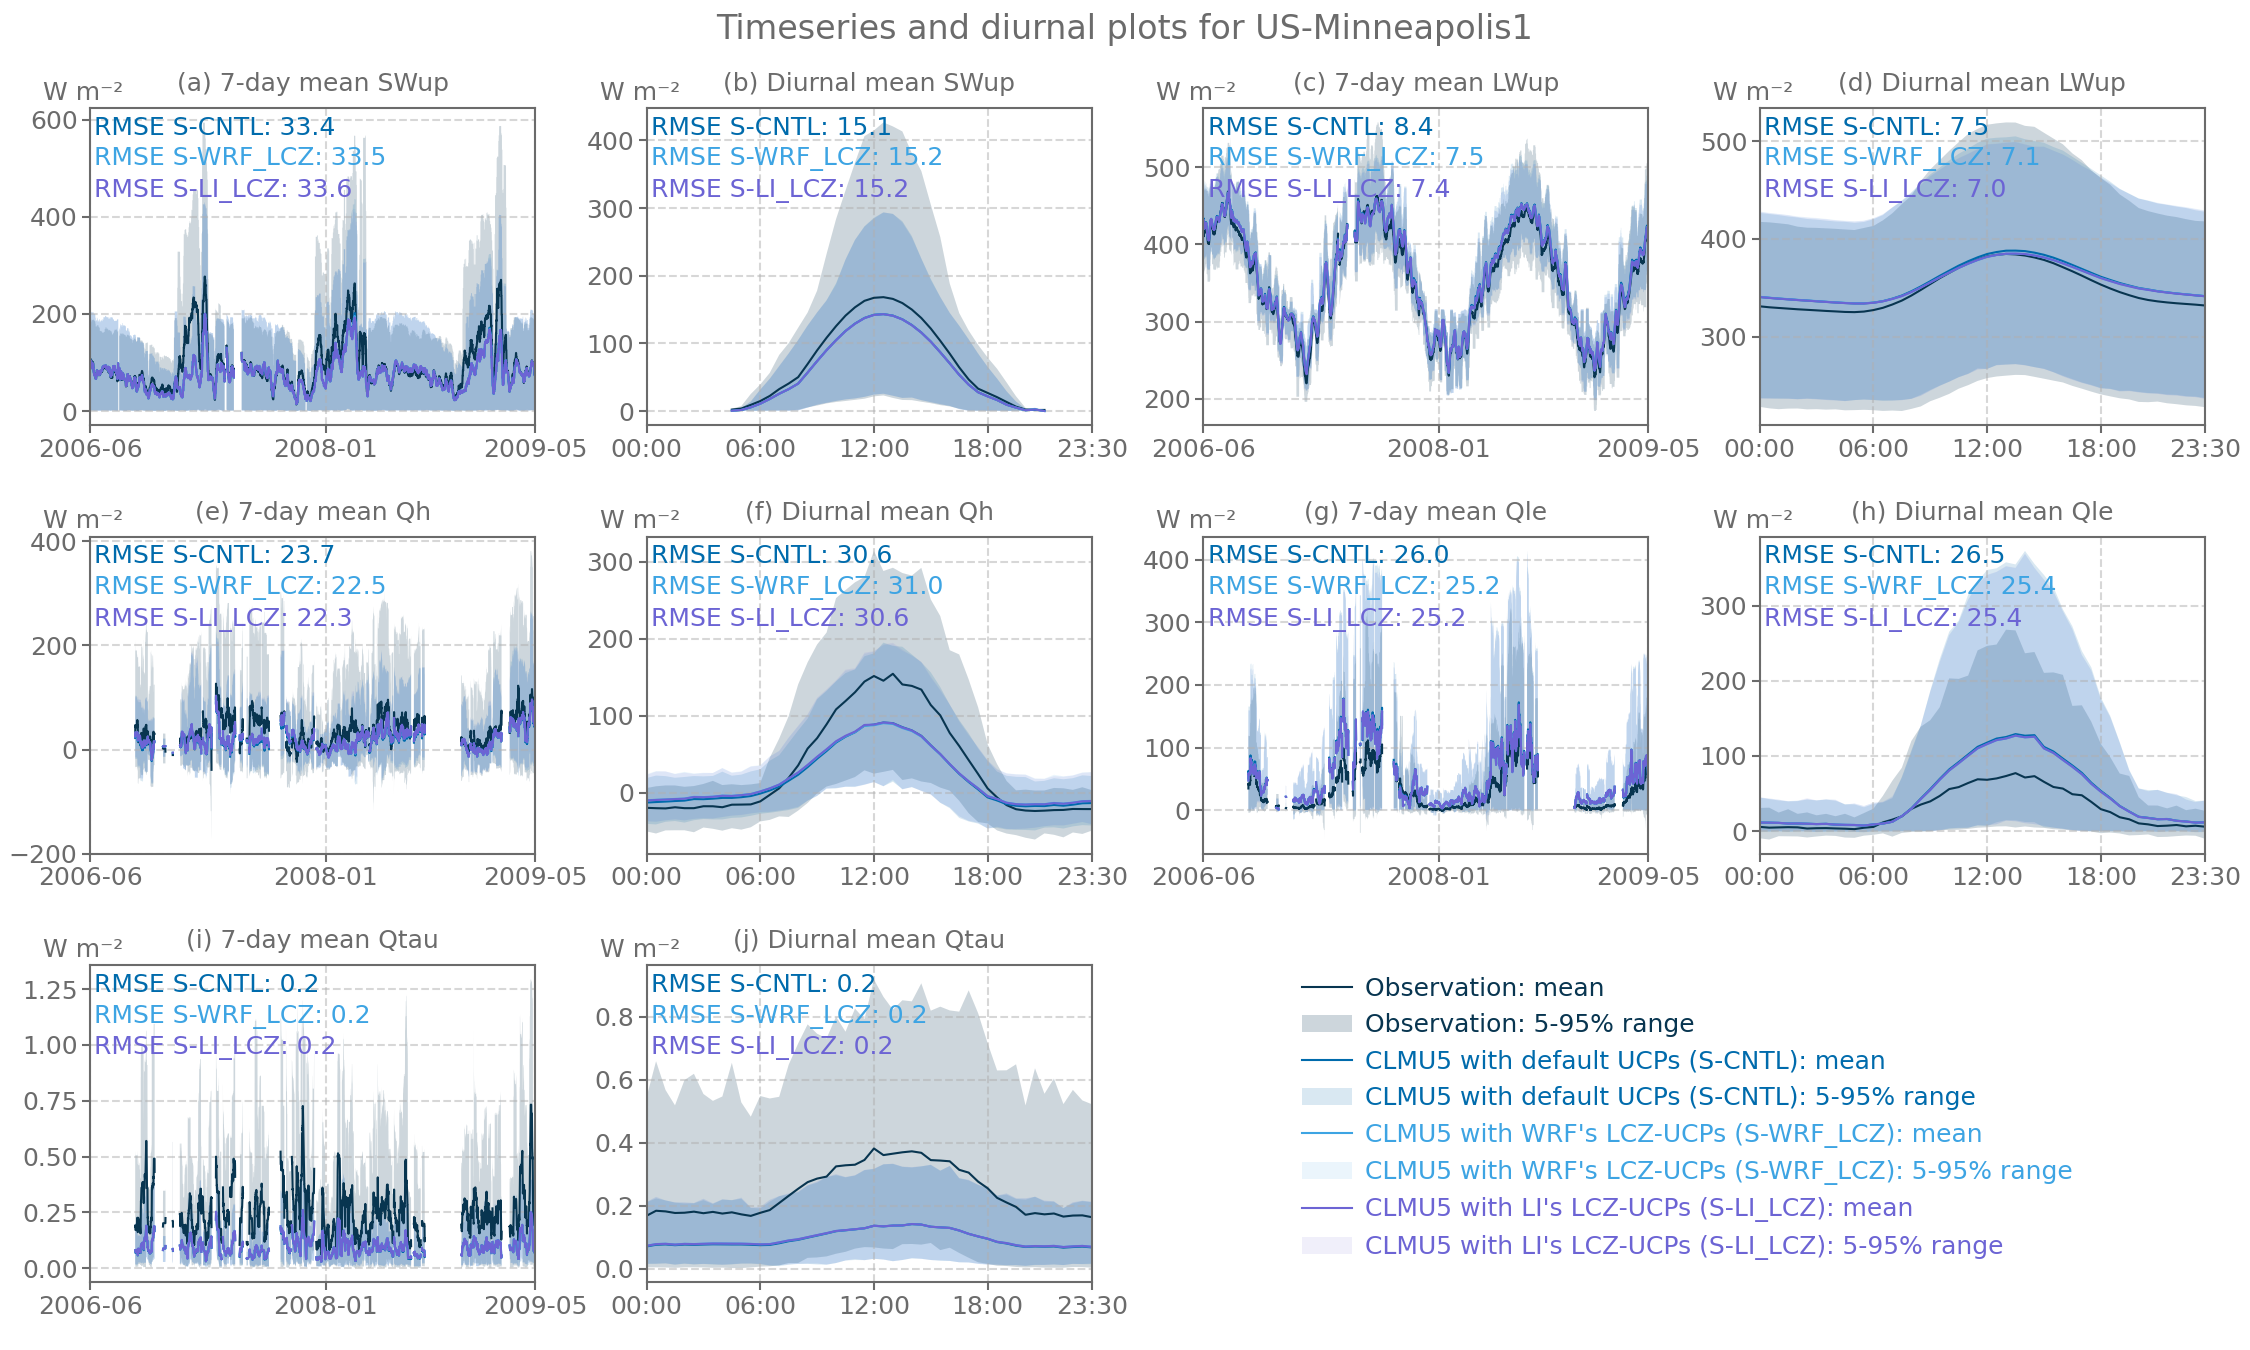 Timeseries and diurnal plots for US-Minneapolis1
W m⁻²
(a) 7-day mean SWup
RMSE S-CNTL: 33.4
RMSE S-WRF_LCZ: 33.5
RMSE S-LI_LCZ: 33.6
600
400
200
0
2006-06 2008-01 2009-05
W m⁻²
(b) Diurnal mean SWup
RMSE S-CNTL: 15.1
RMSE S-WRF_LCZ: 15.2
RMSE S-LI_LCZ: 15.2
400
300
200
100
0
00:00 06:00 12:00 18:00 23:30
W m⁻²
(c) 7-day mean LWup
RMSE S-CNTL: 8.4
RMSE S-WRF_LCZ: 7.5
RMSE S-LI_LCZ: 7.4
500
400
300
200
2006-06 2008-01 2009-05
W m⁻²
(d) Diurnal mean LWup
RMSE S-CNTL: 7.5
RMSE S-WRF_LCZ: 7.1
RMSE S-LI_LCZ: 7.0
500
400
300
00:00 06:00 12:00 18:00 23:30
W m⁻²
(e) 7-day mean Qh
RMSE S-CNTL: 23.7
RMSE S-WRF_LCZ: 22.5
RMSE S-LI_LCZ: 22.3
400
200
0
−200
2006-06 2008-01 2009-05
W m⁻²
(f) Diurnal mean Qh
RMSE S-CNTL: 30.6
RMSE S-WRF_LCZ: 31.0
RMSE S-LI_LCZ: 30.6
300
200
100
0
00:00 06:00 12:00 18:00 23:30
W m⁻²
(g) 7-day mean Qle
RMSE S-CNTL: 26.0
RMSE S-WRF_LCZ: 25.2
RMSE S-LI_LCZ: 25.2
400
300
200
100
0
2006-06 2008-01 2009-05
W m⁻²
(h) Diurnal mean Qle
RMSE S-CNTL: 26.5
RMSE S-WRF_LCZ: 25.4
RMSE S-LI_LCZ: 25.4
300
200
100
0
00:00 06:00 12:00 18:00 23:30
W m⁻²
(i) 7-day mean Qtau
RMSE S-CNTL: 0.2
RMSE S-WRF_LCZ: 0.2
RMSE S-LI_LCZ: 0.2
1.25
1.00
0.75
0.50
0.25
0.00
2006-06 2008-01 2009-05
W m⁻²
(j) Diurnal mean Qtau
RMSE S-CNTL: 0.2
RMSE S-WRF_LCZ: 0.2
RMSE S-LI_LCZ: 0.2
0.8
0.6
0.4
0.2
0.0
00:00 06:00 12:00 18:00 23:30
Observation: mean
Observation: 5-95% range
CLMU5 with default UCPs (S-CNTL): mean
CLMU5 with default UCPs (S-CNTL): 5-95% range
CLMU5 with WRF's LCZ-UCPs (S-WRF_LCZ): mean
CLMU5 with WRF's LCZ-UCPs (S-WRF_LCZ): 5-95% range
CLMU5 with LI's LCZ-UCPs (S-LI_LCZ): mean
CLMU5 with LI's LCZ-UCPs (S-LI_LCZ): 5-95% range